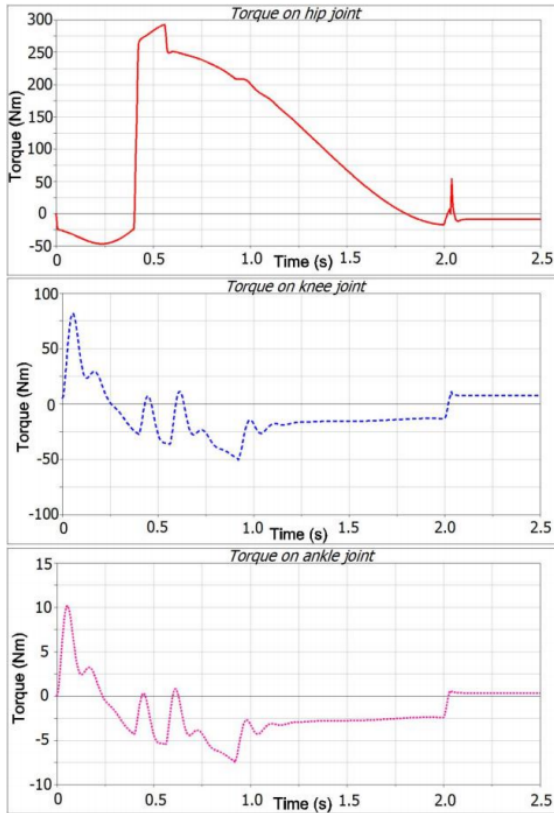 Torque on hip joint
Torque (Nm)
300
250
200
150
100
50
0
-50
0 0.5 1.0 1.5 2.0 2.5
Time (s)
Torque on knee joint
Torque (Nm)
100
50
0
-50
-100
0 0.5 1.0 1.5 2.0 2.5
Time (s)
Torque on ankle joint
Torque (Nm)
15
10
5
0
-5
-10
0 0.5 1.0 1.5 2.0 2.5
Time (s)